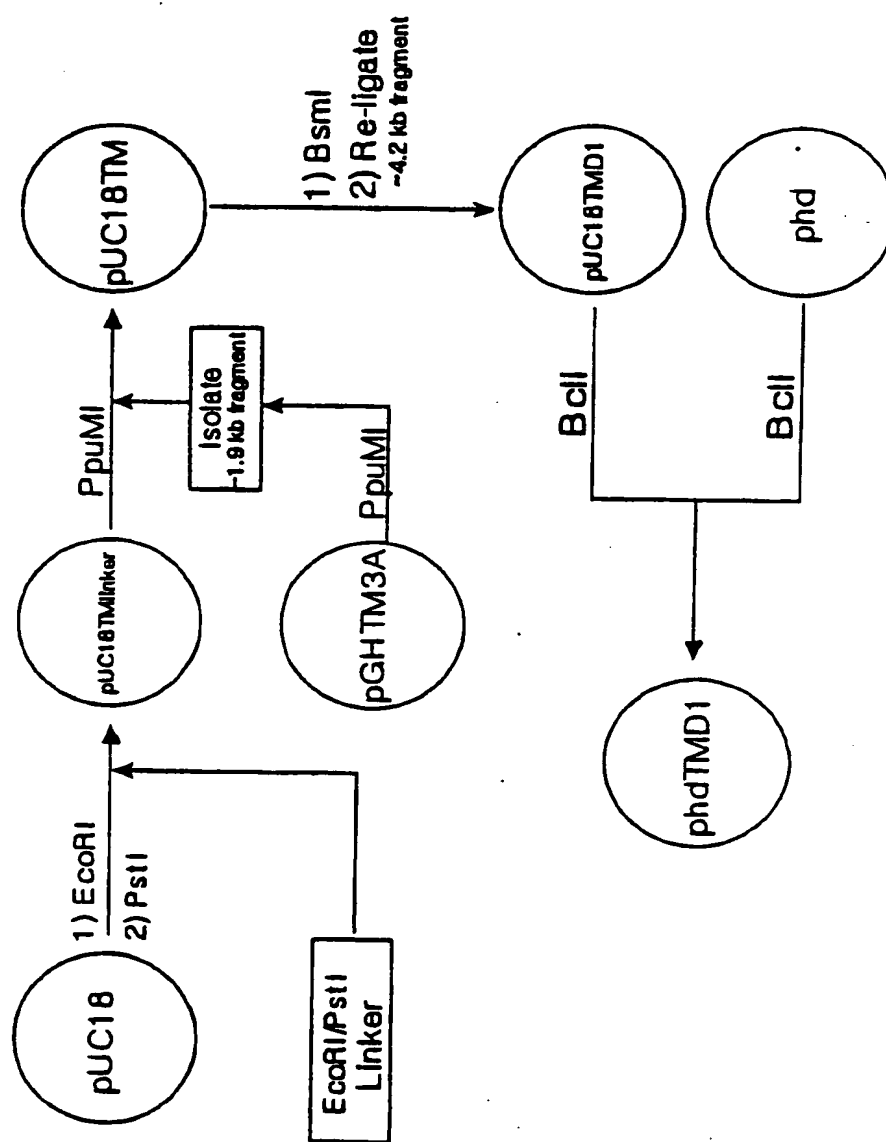 pUC18
1) EcoRI
2) PstI
EcoRI/PstI
Linker
pUC18TMlinker
PpuMI
pGHTM3A
PpuMI
Isolate
~1.9 kb fragment
pUC18TM
1) BsmI
2) Re-ligate
~4.2 kb fragment
pUC18TMD1
phd
BclI
BclI
phdTMD1